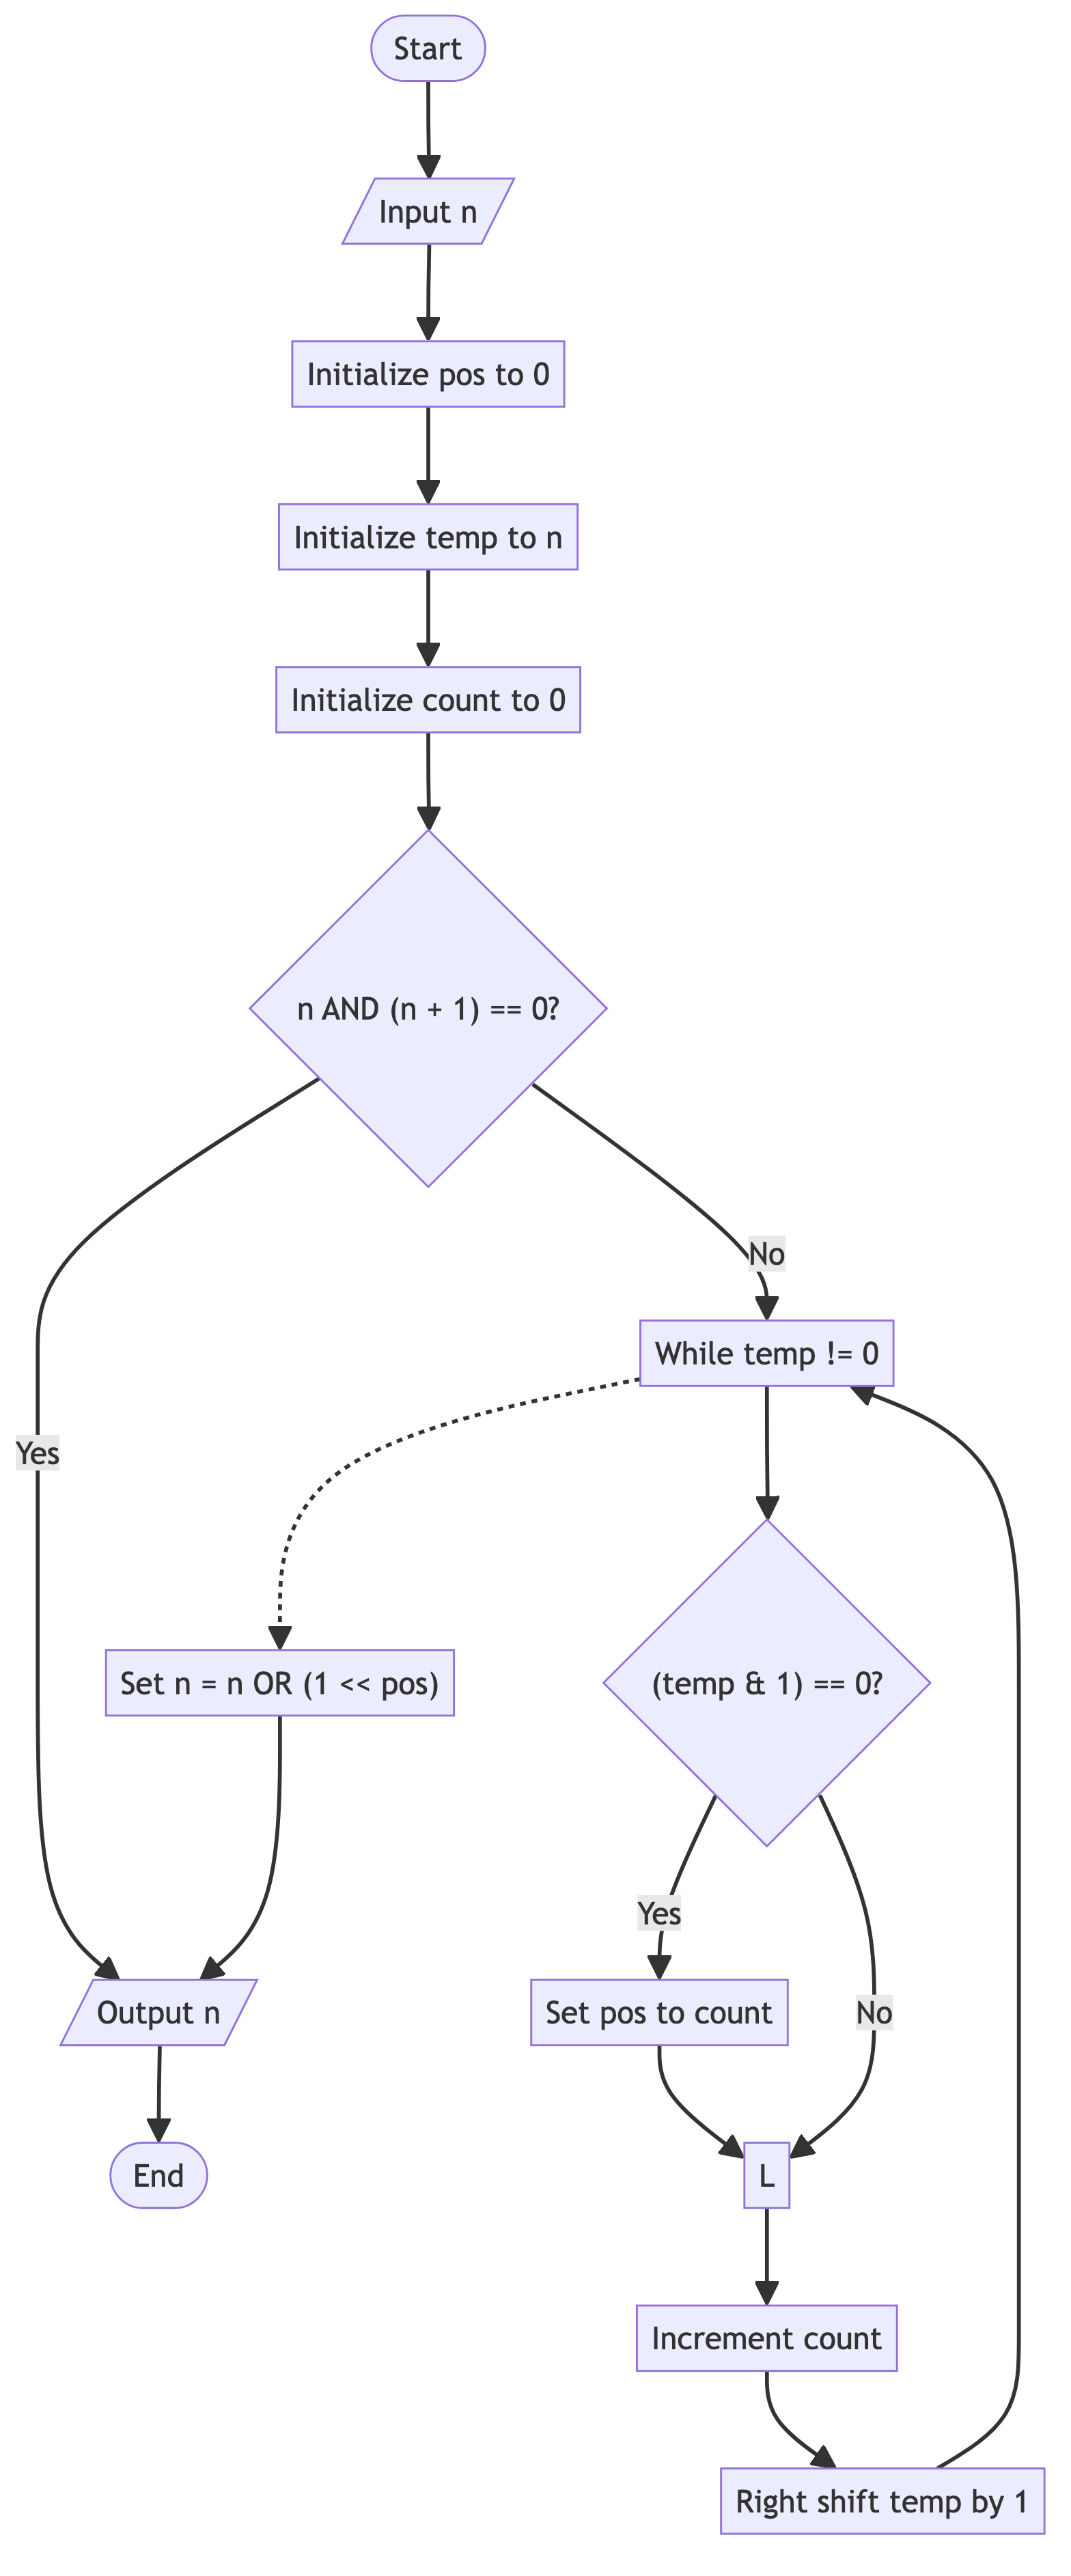 Start
Input n
Initialize pos to 0
Initialize temp to n
Initialize count to 0
n AND (n + 1) == 0?
No
While temp != 0
Yes
Set n = n OR (1 << pos)
(temp & 1) == 0?
Yes
Output n
Set pos to count
No
End
L
Increment count
Right shift temp by 1